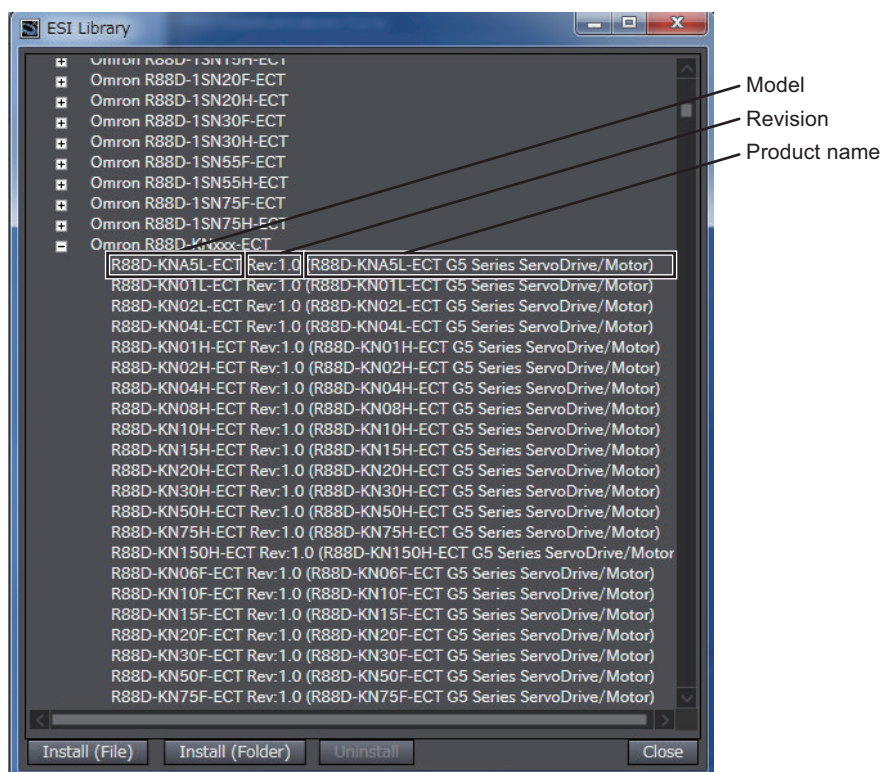 ESI Library
Omron R88D-1SN15H-ECT
Omron R88D-1SN20F-ECT
Omron R88D-1SN20H-ECT
Omron R88D-1SN30F-ECT
Omron R88D-1SN30H-ECT
Omron R88D-1SN55F-ECT
Omron R88D-1SN55H-ECT
Omron R88D-1SN75F-ECT
Omron R88D-1SN75H-ECT
Omron R88D-KNxxx-ECT
R88D-KNA5L-ECT Rev:1.0 (R88D-KNA5L-ECT G5 Series ServoDrive/Motor)
R88D-KN01L-ECT Rev:1.0 (R88D-KN01L-ECT G5 Series ServoDrive/Motor)
R88D-KN02L-ECT Rev:1.0 (R88D-KN02L-ECT G5 Series ServoDrive/Motor)
R88D-KN04L-ECT Rev:1.0 (R88D-KN04L-ECT G5 Series ServoDrive/Motor)
R88D-KN01H-ECT Rev:1.0 (R88D-KN01H-ECT G5 Series ServoDrive/Motor)
R88D-KN02H-ECT Rev:1.0 (R88D-KN02H-ECT G5 Series ServoDrive/Motor)
R88D-KN04H-ECT Rev:1.0 (R88D-KN04H-ECT G5 Series ServoDrive/Motor)
R88D-KN08H-ECT Rev:1.0 (R88D-KN08H-ECT G5 Series ServoDrive/Motor)
R88D-KN10H-ECT Rev:1.0 (R88D-KN10H-ECT G5 Series ServoDrive/Motor)
R88D-KN15H-ECT Rev:1.0 (R88D-KN15H-ECT G5 Series ServoDrive/Motor)
R88D-KN20H-ECT Rev:1.0 (R88D-KN20H-ECT G5 Series ServoDrive/Motor)
R88D-KN30H-ECT Rev:1.0 (R88D-KN30H-ECT G5 Series ServoDrive/Motor)
R88D-KN50H-ECT Rev:1.0 (R88D-KN50H-ECT G5 Series ServoDrive/Motor)
R88D-KN75H-ECT Rev:1.0 (R88D-KN75H-ECT G5 Series ServoDrive/Motor)
R88D-KN150H-ECT Rev:1.0 (R88D-KN150H-ECT G5 Series ServoDrive/Motor
R88D-KN06F-ECT Rev:1.0 (R88D-KN06F-ECT G5 Series ServoDrive/Motor)
R88D-KN10F-ECT Rev:1.0 (R88D-KN10F-ECT G5 Series ServoDrive/Motor)
R88D-KN15F-ECT Rev:1.0 (R88D-KN15F-ECT G5 Series ServoDrive/Motor)
R88D-KN20F-ECT Rev:1.0 (R88D-KN20F-ECT G5 Series ServoDrive/Motor)
R88D-KN30F-ECT Rev:1.0 (R88D-KN30F-ECT G5 Series ServoDrive/Motor)
R88D-KN50F-ECT Rev:1.0 (R88D-KN50F-ECT G5 Series ServoDrive/Motor)
R88D-KN75F-ECT Rev:1.0 (R88D-KN75F-ECT G5 Series ServoDrive/Motor)
Install (File) Install (Folder) Uninstall Close
Model
Revision
Product name